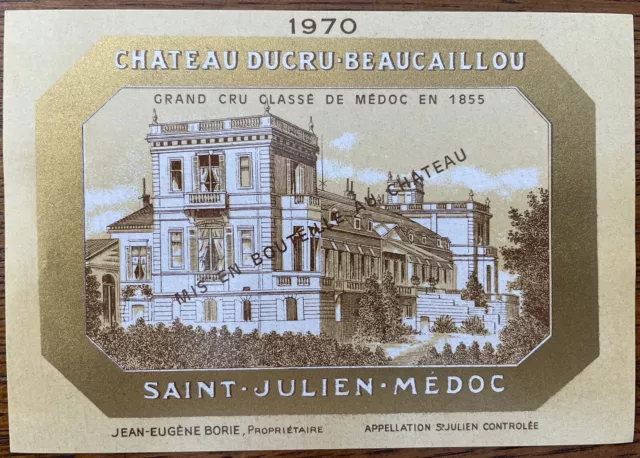 1970
CHATEAU DUCRU·BEAUCAILLOU
GRAND CRU CLASSÉ DE MÉDOC EN 1855
MIS EN BOUTEILLE AU CHATEAU
SAINT·JULIEN·MÉDOC
JEAN-EUGÈNE BORIE, PROPRIÉTAIRE
APPELLATION ST JULIEN CONTROLÉE